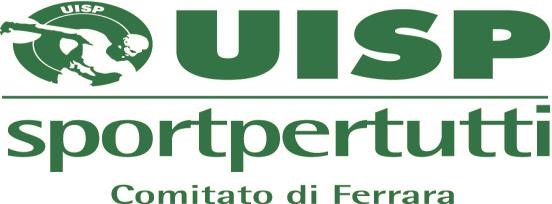 UISP
UISP
sportpertutti
Comitato di Ferrara